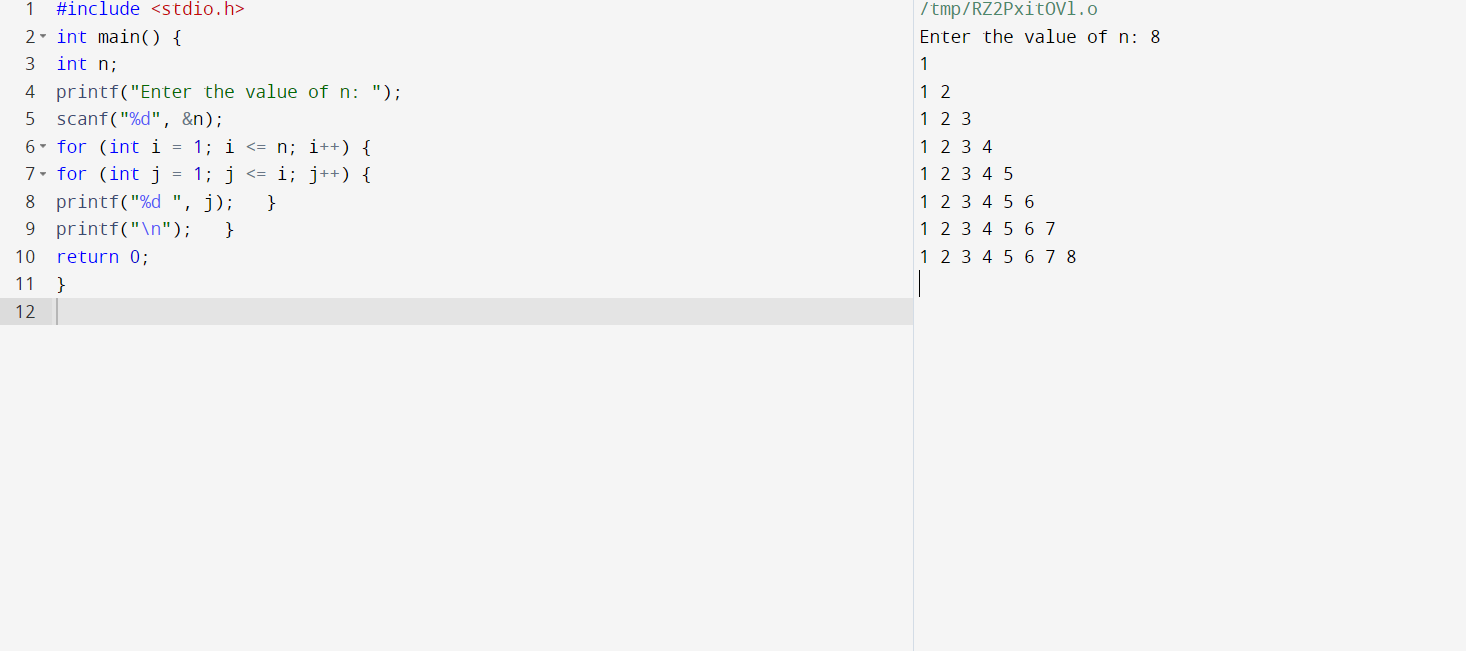 1 #include <stdio.h>
2 int main() {
3 int n;
4 printf("Enter the value of n: ");
5 scanf("%d", &n);
6 for (int i = 1; i <= n; i++) {
7 for (int j = 1; j <= i; j++) {
8 printf("%d ", j);   }
9 printf("\n");   }
10 return 0;
11 }
12
/tmp/RZ2PxitOVl.o
Enter the value of n: 8
1
1 2
1 2 3
1 2 3 4
1 2 3 4 5
1 2 3 4 5 6
1 2 3 4 5 6 7
1 2 3 4 5 6 7 8